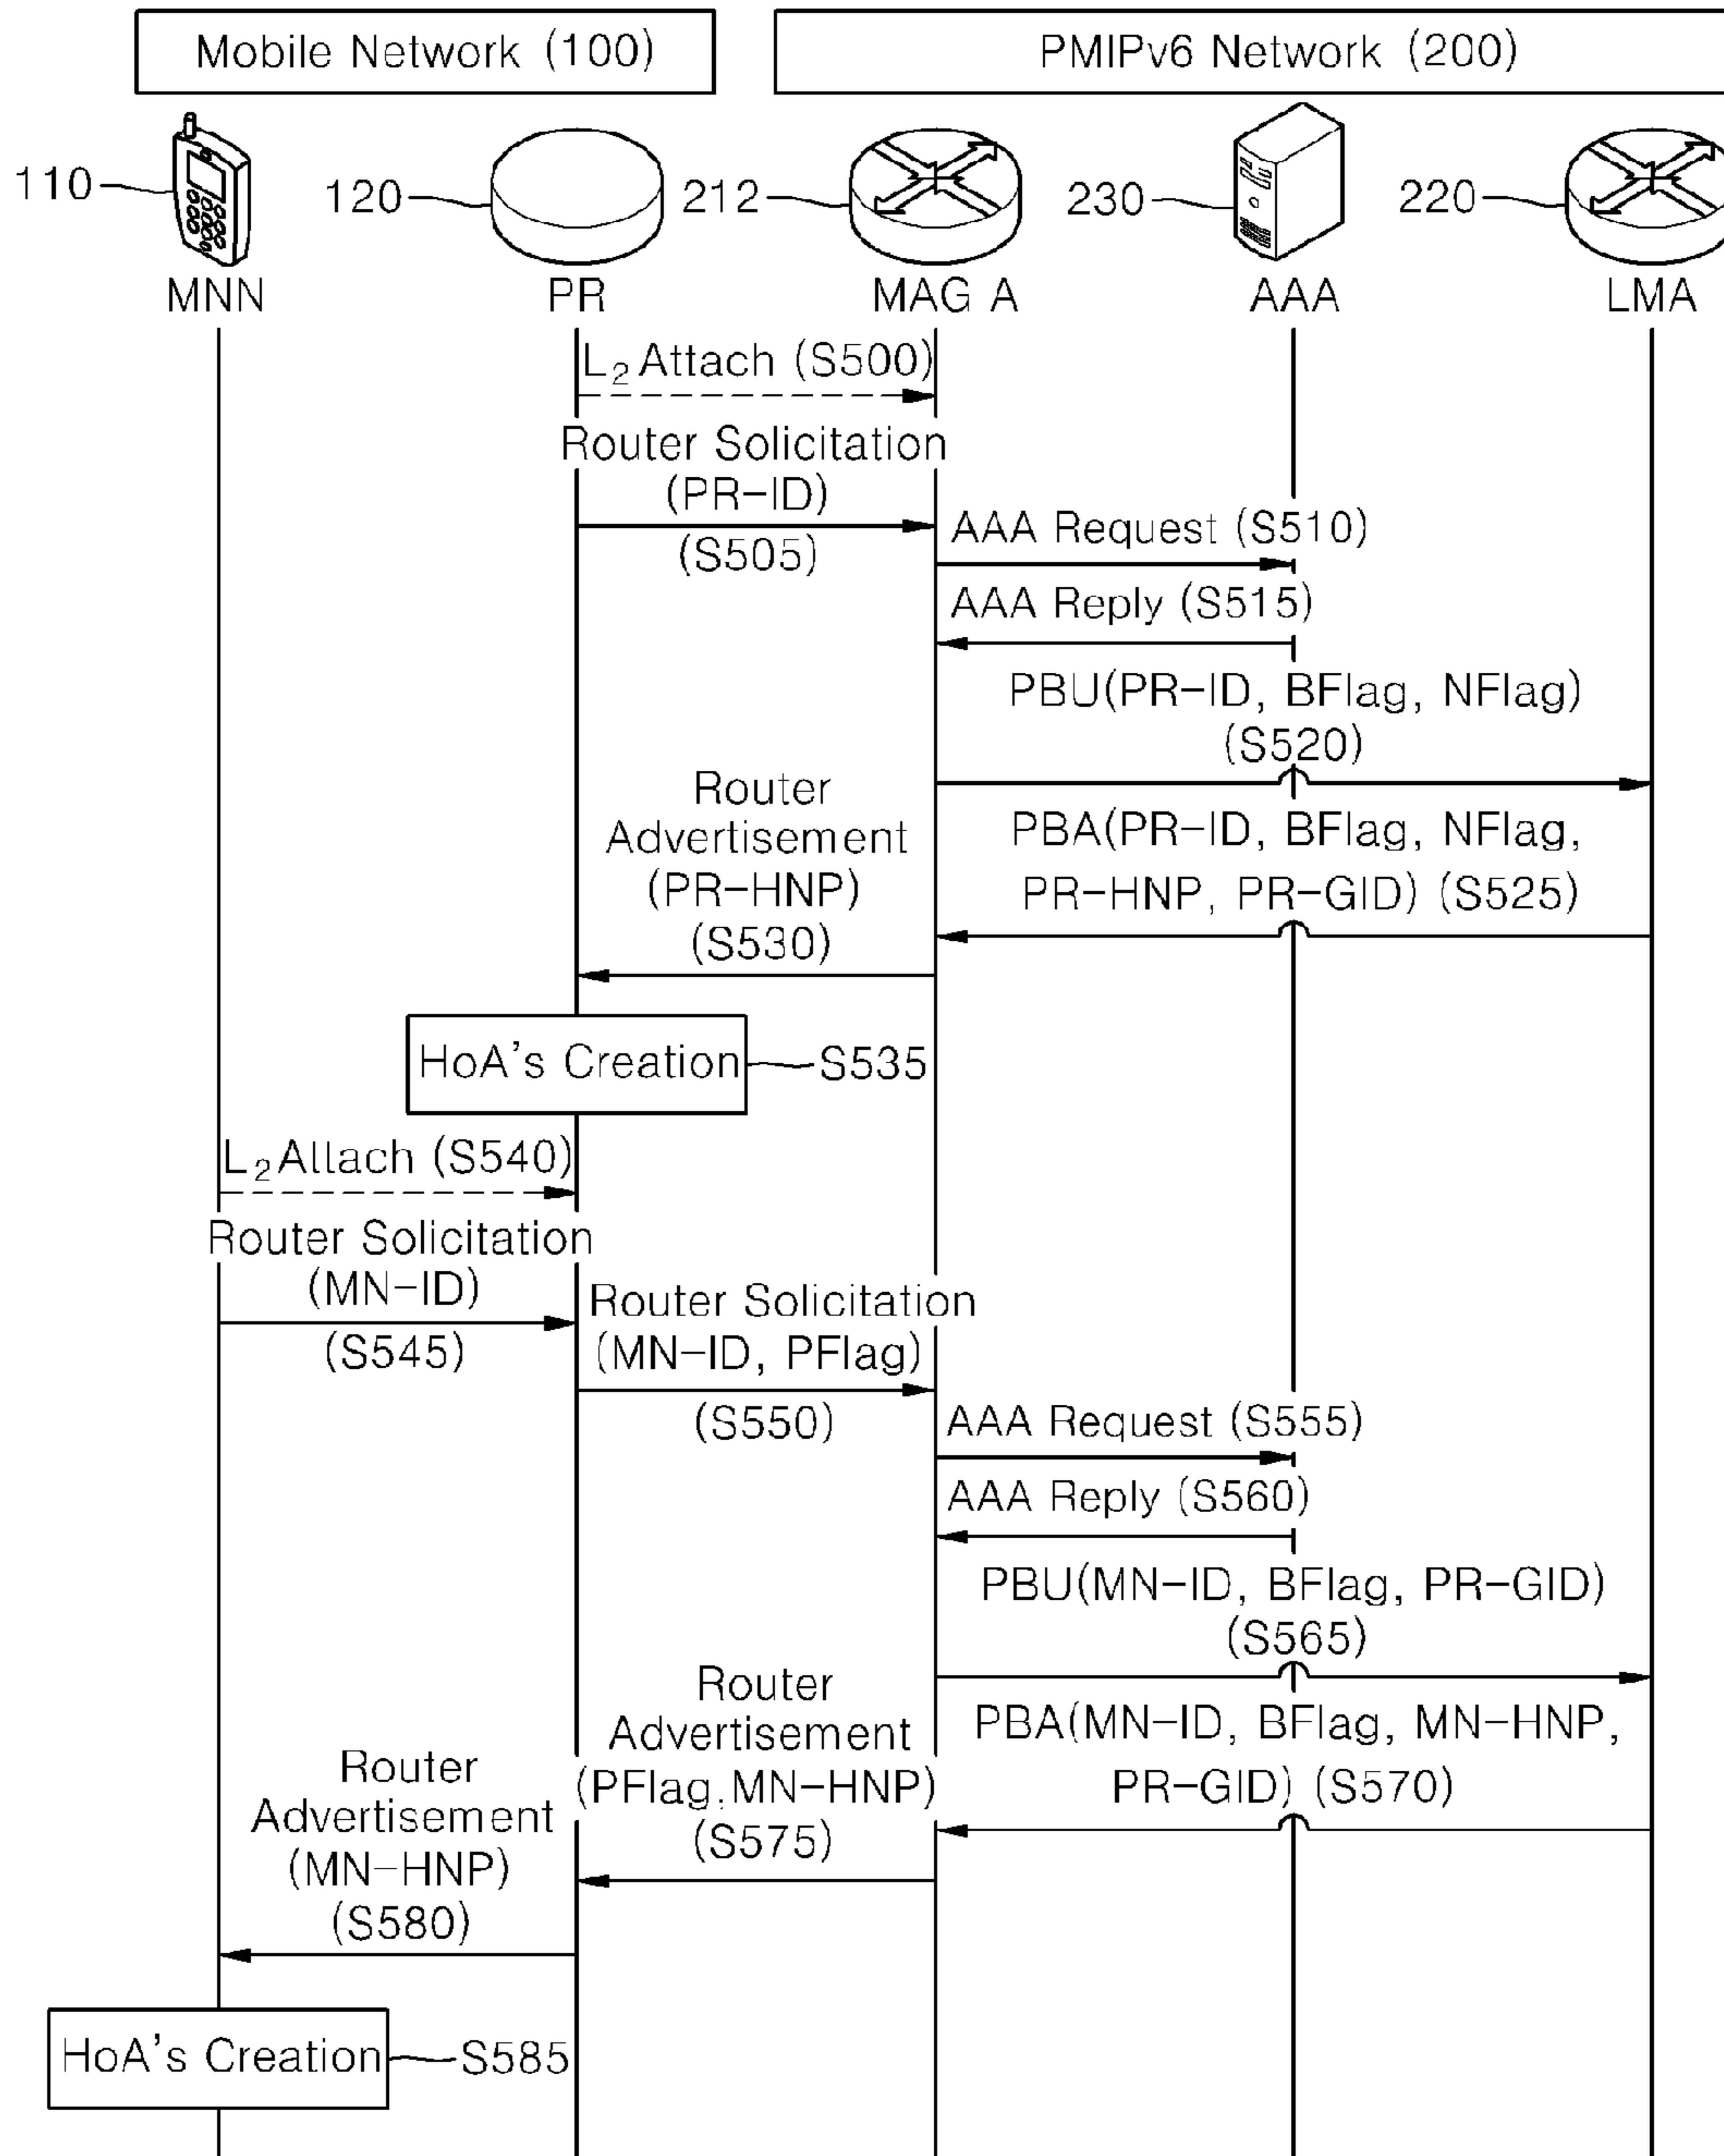 Mobile Network (100)
PMIPv6 Network (200)
110
120
212
230
220
MNN
PR
MAG A
AAA
LMA
L2 Attach (S500)
Router Solicitation
(PR-ID)
(S505)
AAA Request (S510)
AAA Reply (S515)
PBU(PR-ID, BFlag, NFlag)
(S520)
Router
Advertisement
(PR-HNP)
(S530)
PBA(PR-ID, BFlag, NFlag,
PR-HNP, PR-GID) (S525)
HoA's Creation
S535
L2 Attach (S540)
Router Solicitation
(MN-ID)
(S545)
Router Solicitation
(MN-ID, PFlag)
(S550)
AAA Request (S555)
AAA Reply (S560)
PBU(MN-ID, BFlag, PR-GID)
(S565)
Router
Advertisement
(PFlag,MN-HNP)
(S575)
PBA(MN-ID, BFlag, MN-HNP,
PR-GID) (S570)
Router
Advertisement
(MN-HNP)
(S580)
HoA's Creation
S585